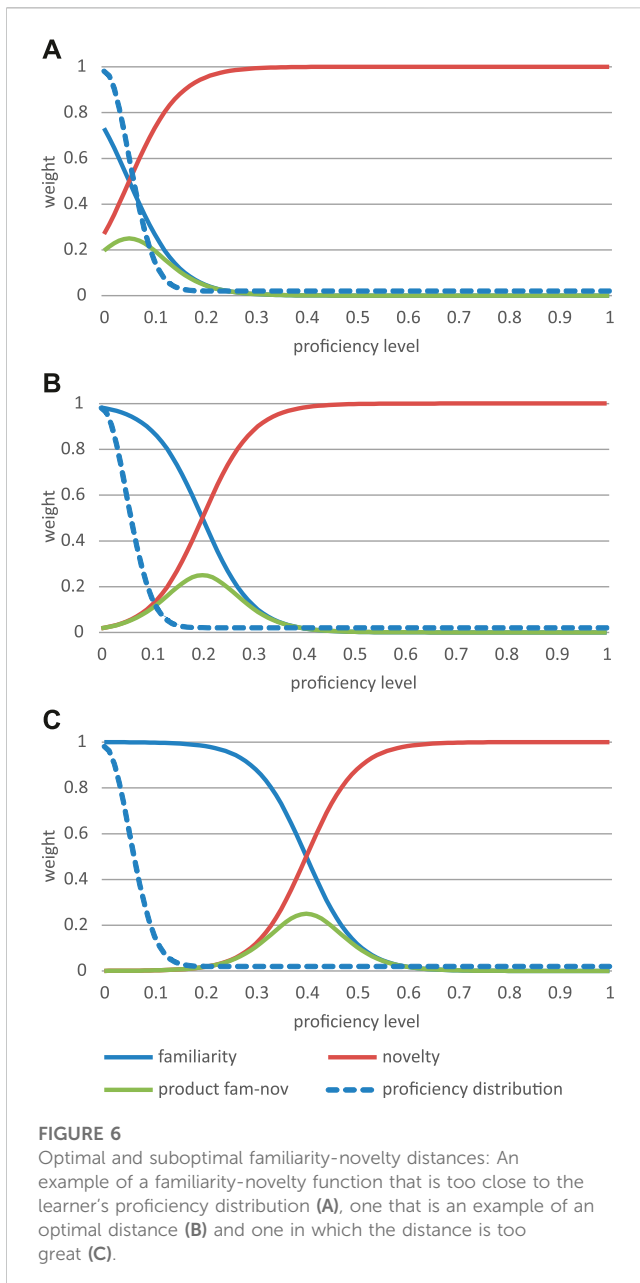 A
1
0.8
0.6
0.4
0.2
0
weight
0 0.1 0.2 0.3 0.4 0.5 0.6 0.7 0.8 0.9 1
proficiency level
B
1
0.8
0.6
0.4
0.2
0
weight
0 0.1 0.2 0.3 0.4 0.5 0.6 0.7 0.8 0.9 1
proficiency level
C
1
0.8
0.6
0.4
0.2
0
weight
0 0.1 0.2 0.3 0.4 0.5 0.6 0.7 0.8 0.9 1
proficiency level
familiarity novelty
product fam-nov proficiency distribution
FIGURE 6
Optimal and suboptimal familiarity-novelty distances: An
example of a familiarity-novelty function that is too close to the
learner’s proficiency distribution (A), one that is an example of an
optimal distance (B) and one in which the distance is too
great (C).